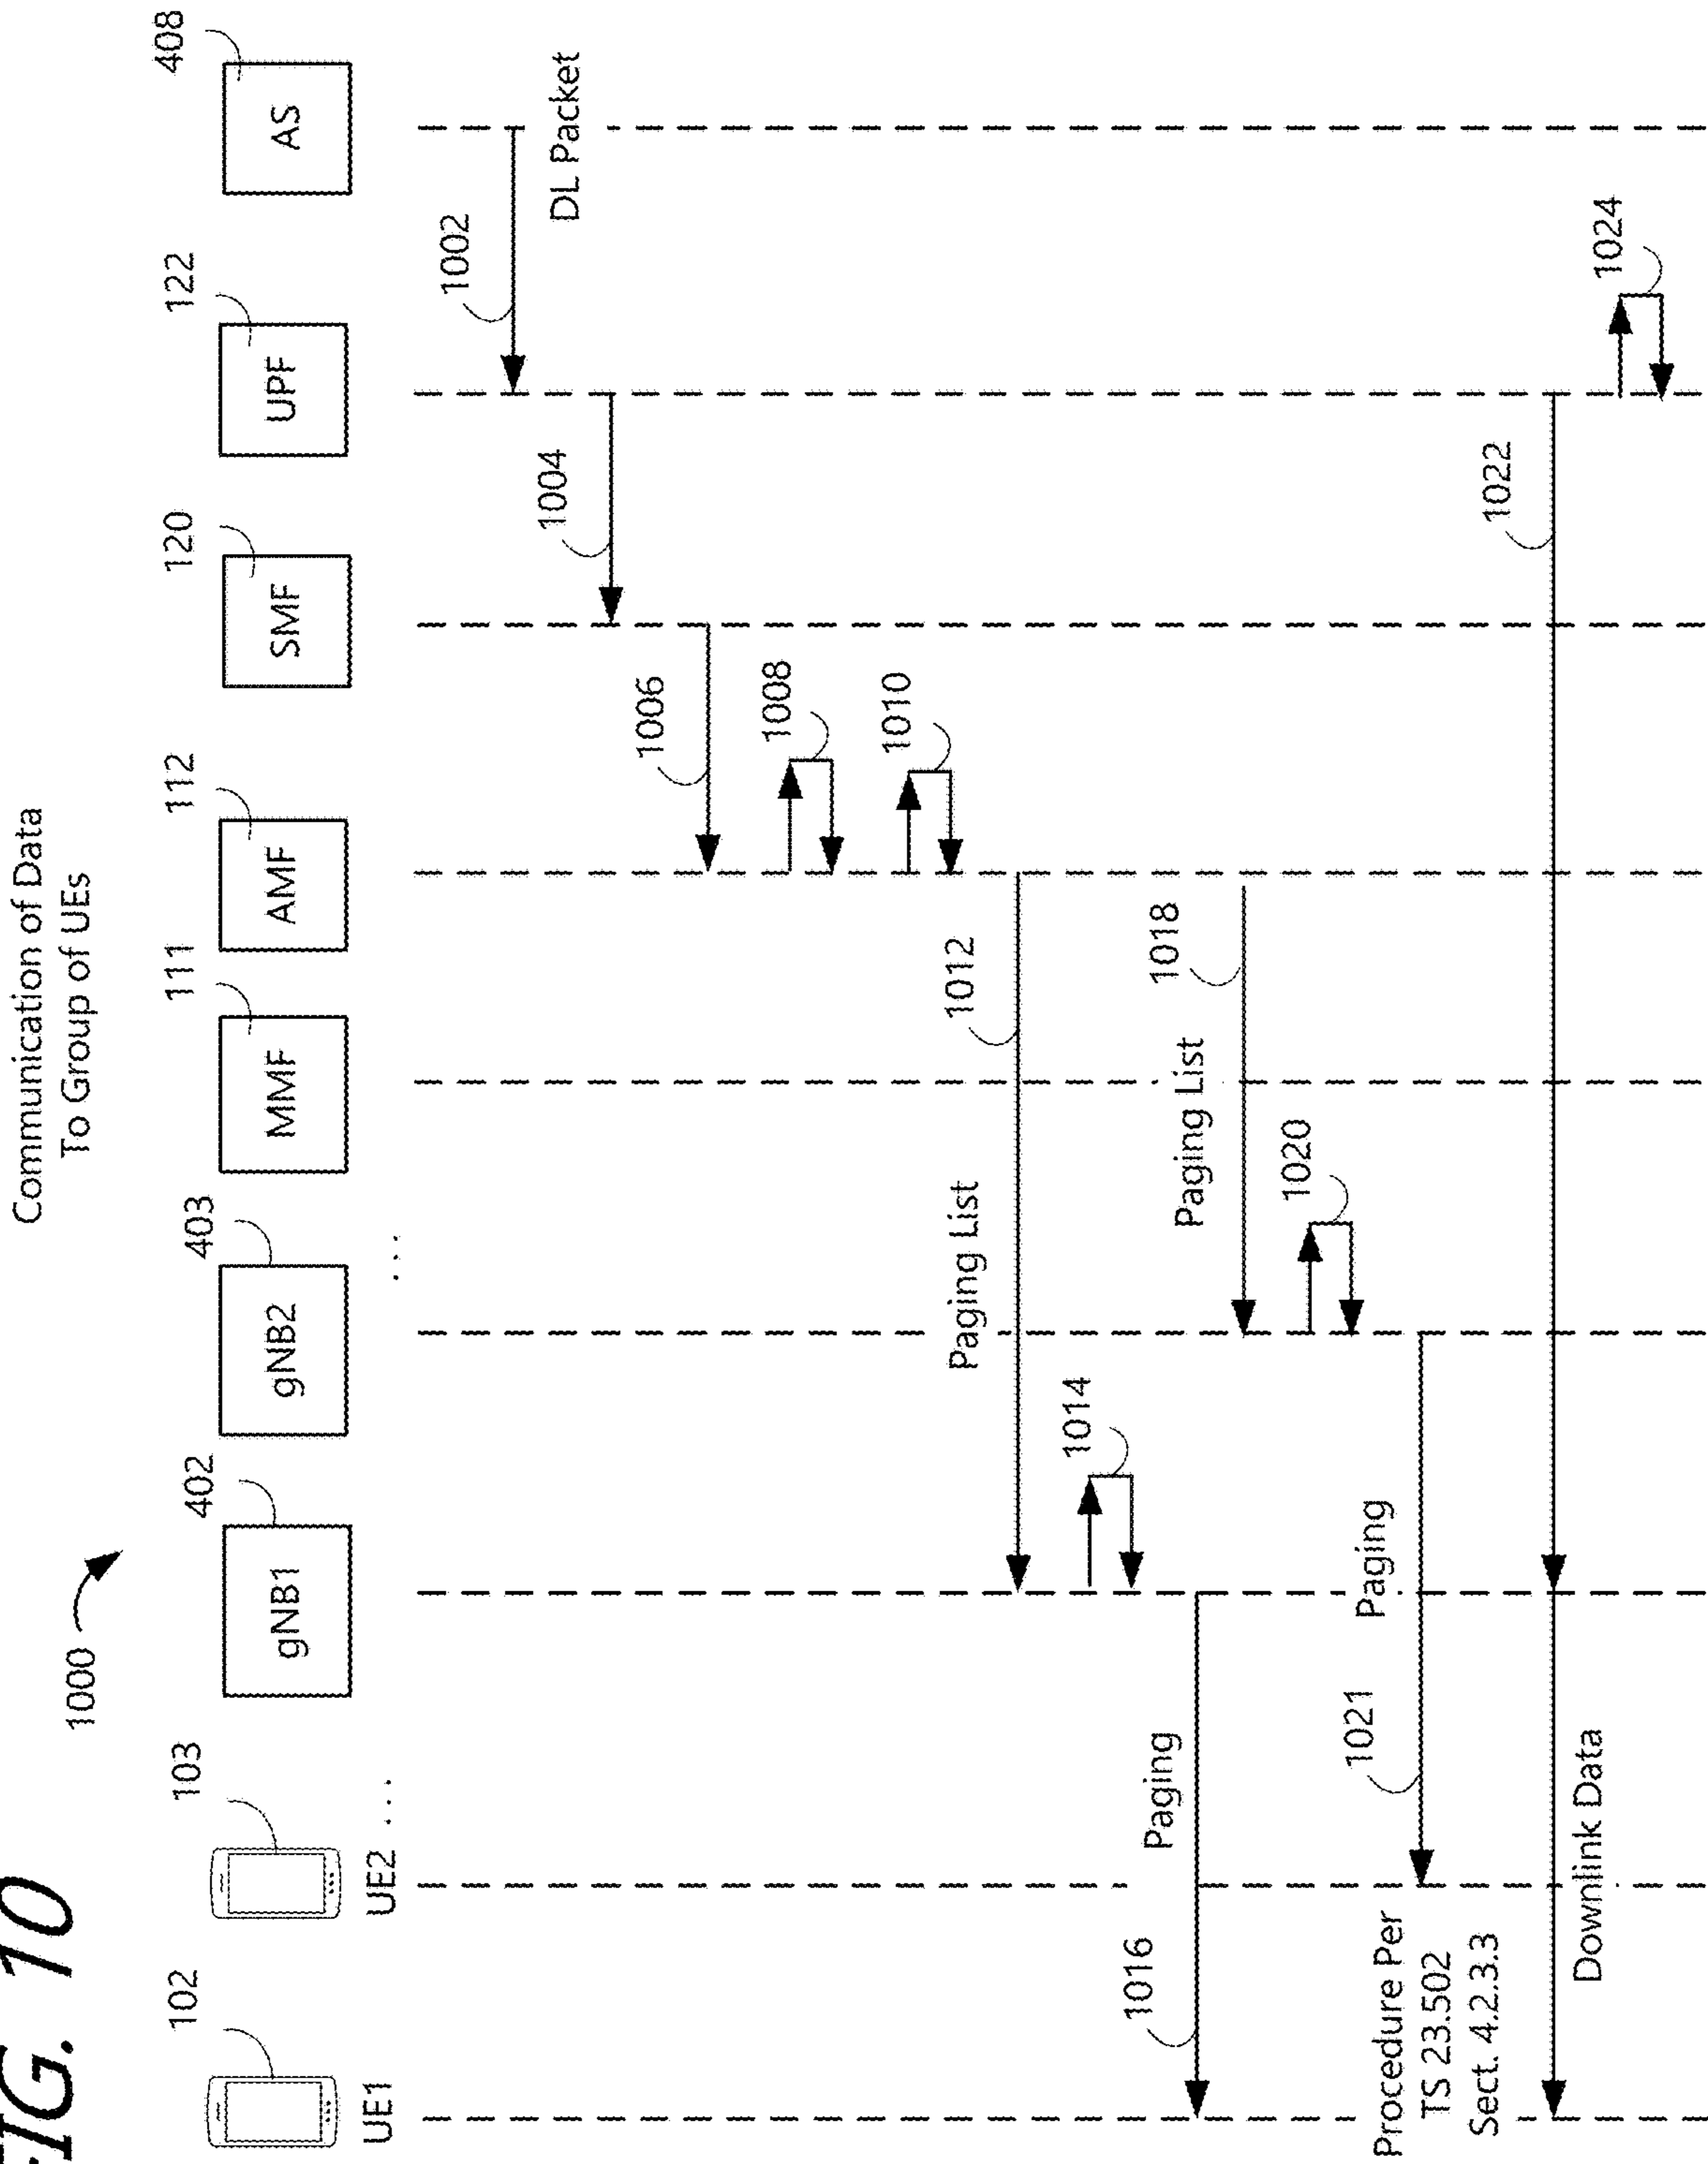 FIG. 10
1000
Communication of Data
To Group of UEs
102
103
402
403
111
112
120
122
408
gNB1
gNB2
MMF
AMF
SMF
UPF
AS
UE1
UE2 ...
...
1002
DL Packet
1004
1006
1008
1010
1012
Paging List
1014
1016
Paging
1018
Paging List
1020
1021
Paging
Procedure Per
TS 23.502
Sect. 4.2.3.3
1022
Downlink Data
1024